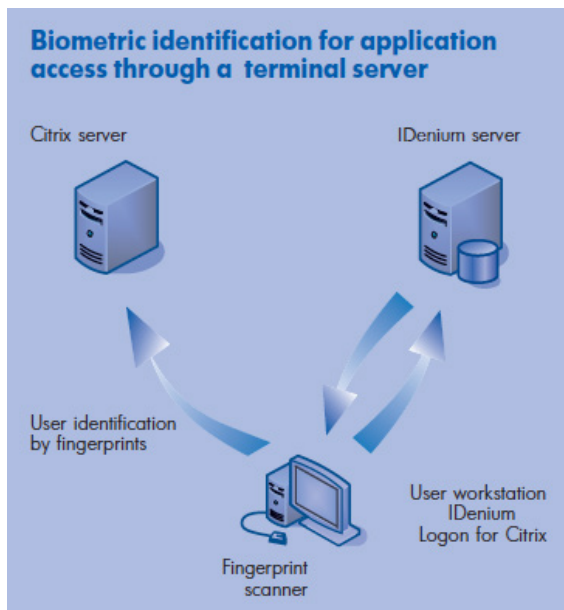 Biometric identification for application
access through a terminal server
Citrix server
IDenium server
User identification
by fingerprints
User workstation
IDenium
Logon for Citrix
Fingerprint
scanner